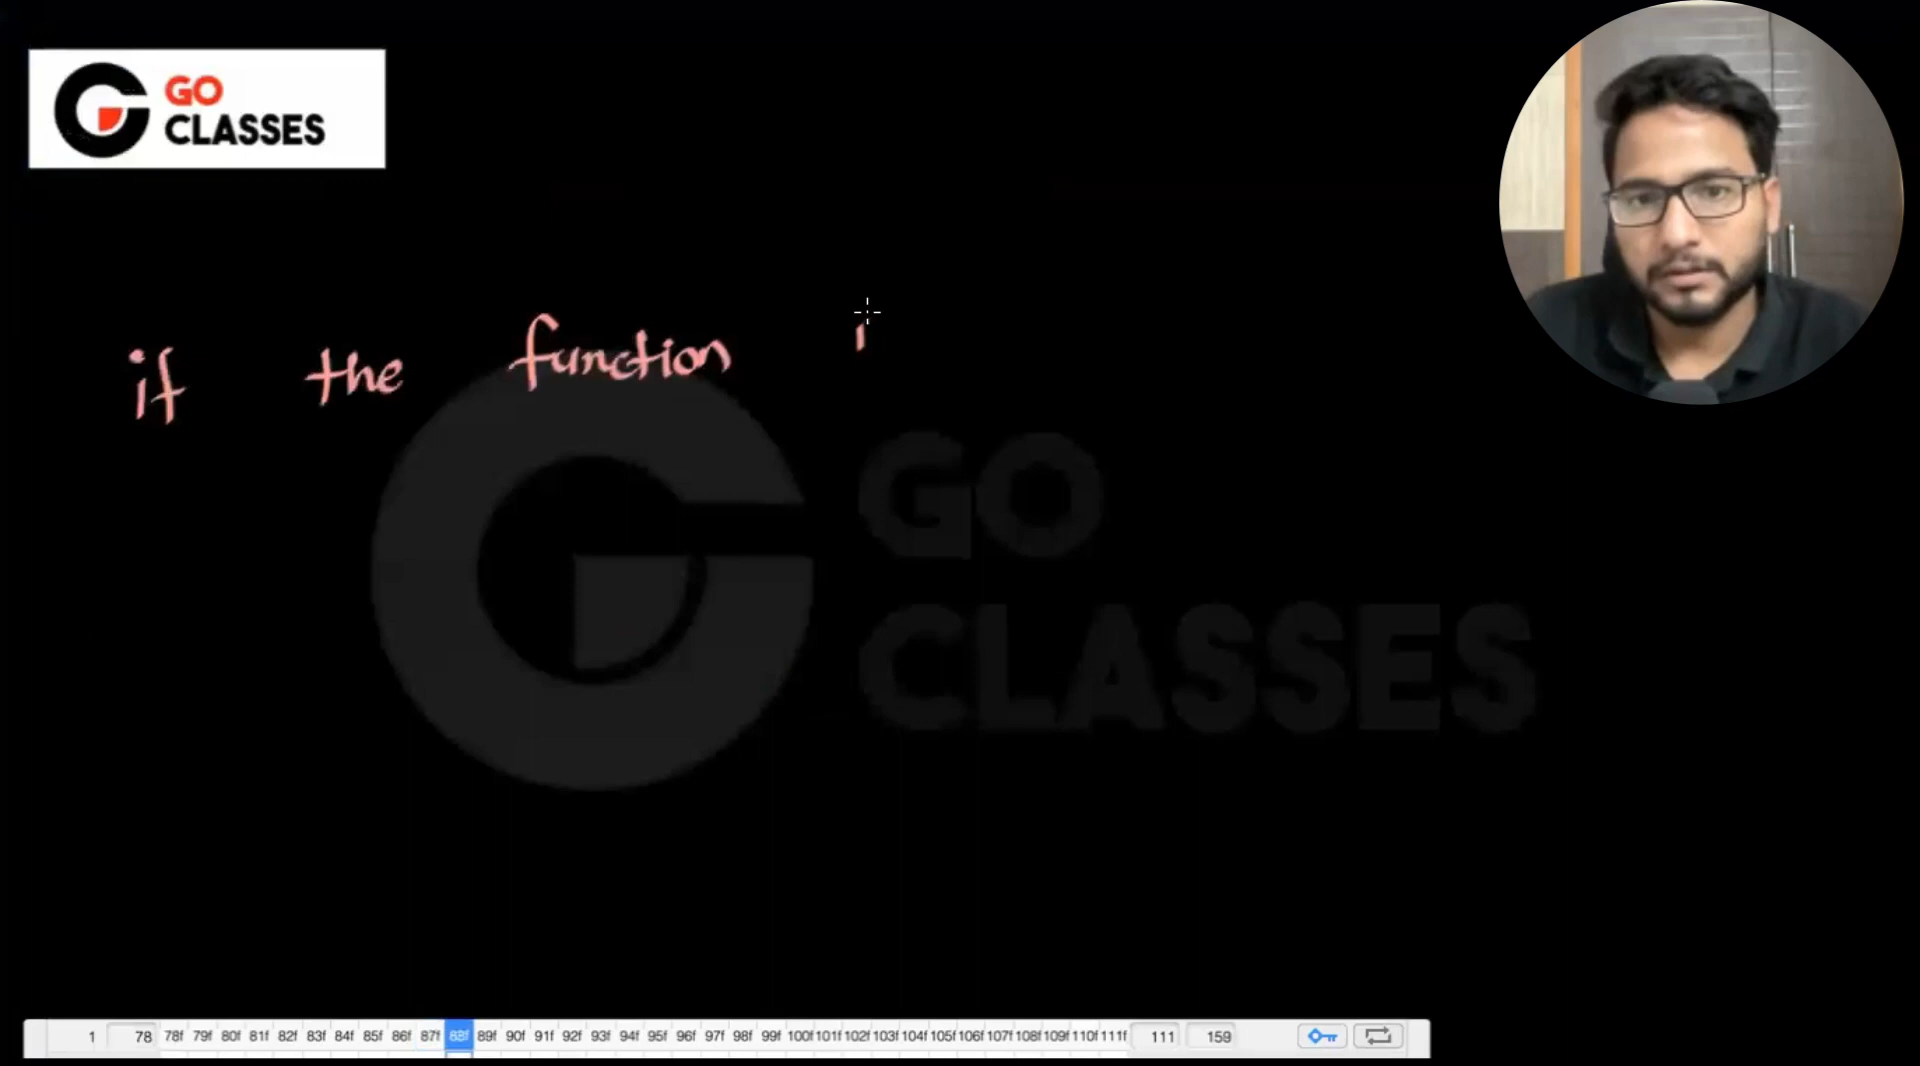 GO
CLASSES
if the function i
GO
CLASSES
1 78 78f 79f 80f 81f 82f 83f 84f 85f 86f 87f 88f 89f 90f 91f 92f 93f 94f 95f 96f 97f 98f 99f 100f 101f 102f 103f 104f 105f 106f 107f 108f 109f 110f 111f 111 159